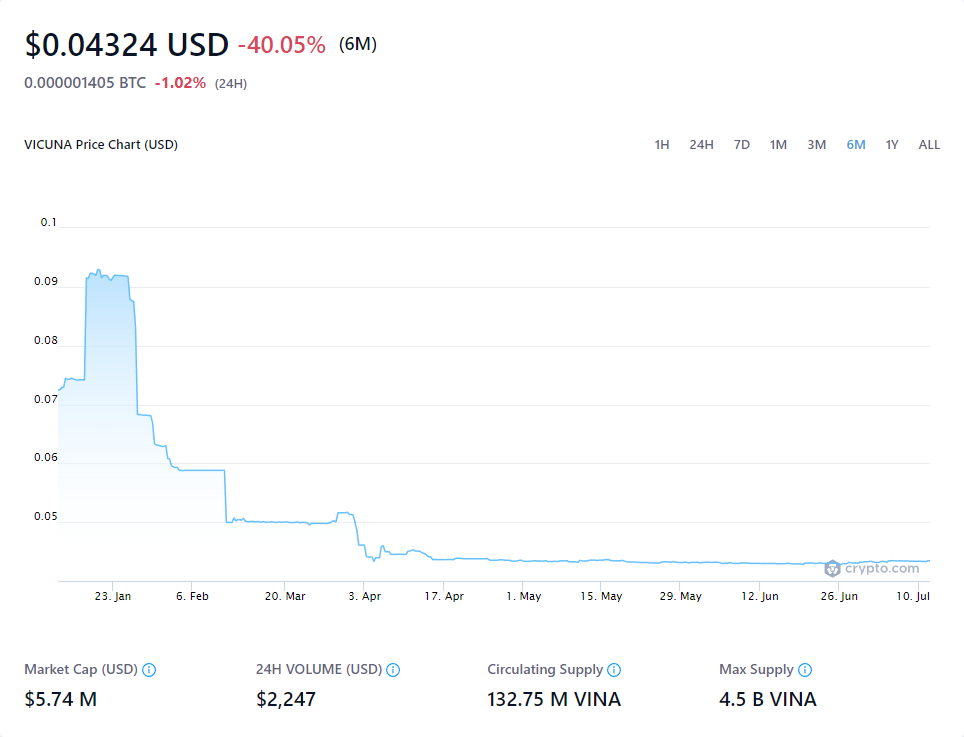 $0.04324 USD -40.05% (6M)
0.000001405 BTC -1.02% (24H)
VICUNA Price Chart (USD) 1H 24H 7D 1M 3M 6M 1Y ALL
0.1
0.09
0.08
0.07
0.06
0.05
crypto.com
23. Jan 6. Feb 20. Mar 3. Apr 17. Apr 1. May 15. May 29. May 12. Jun 26. Jun 10. Jul
Market Cap (USD) 24H VOLUME (USD) Circulating Supply Max Supply
$5.74 M $2,247 132.75 M VINA 4.5 B VINA